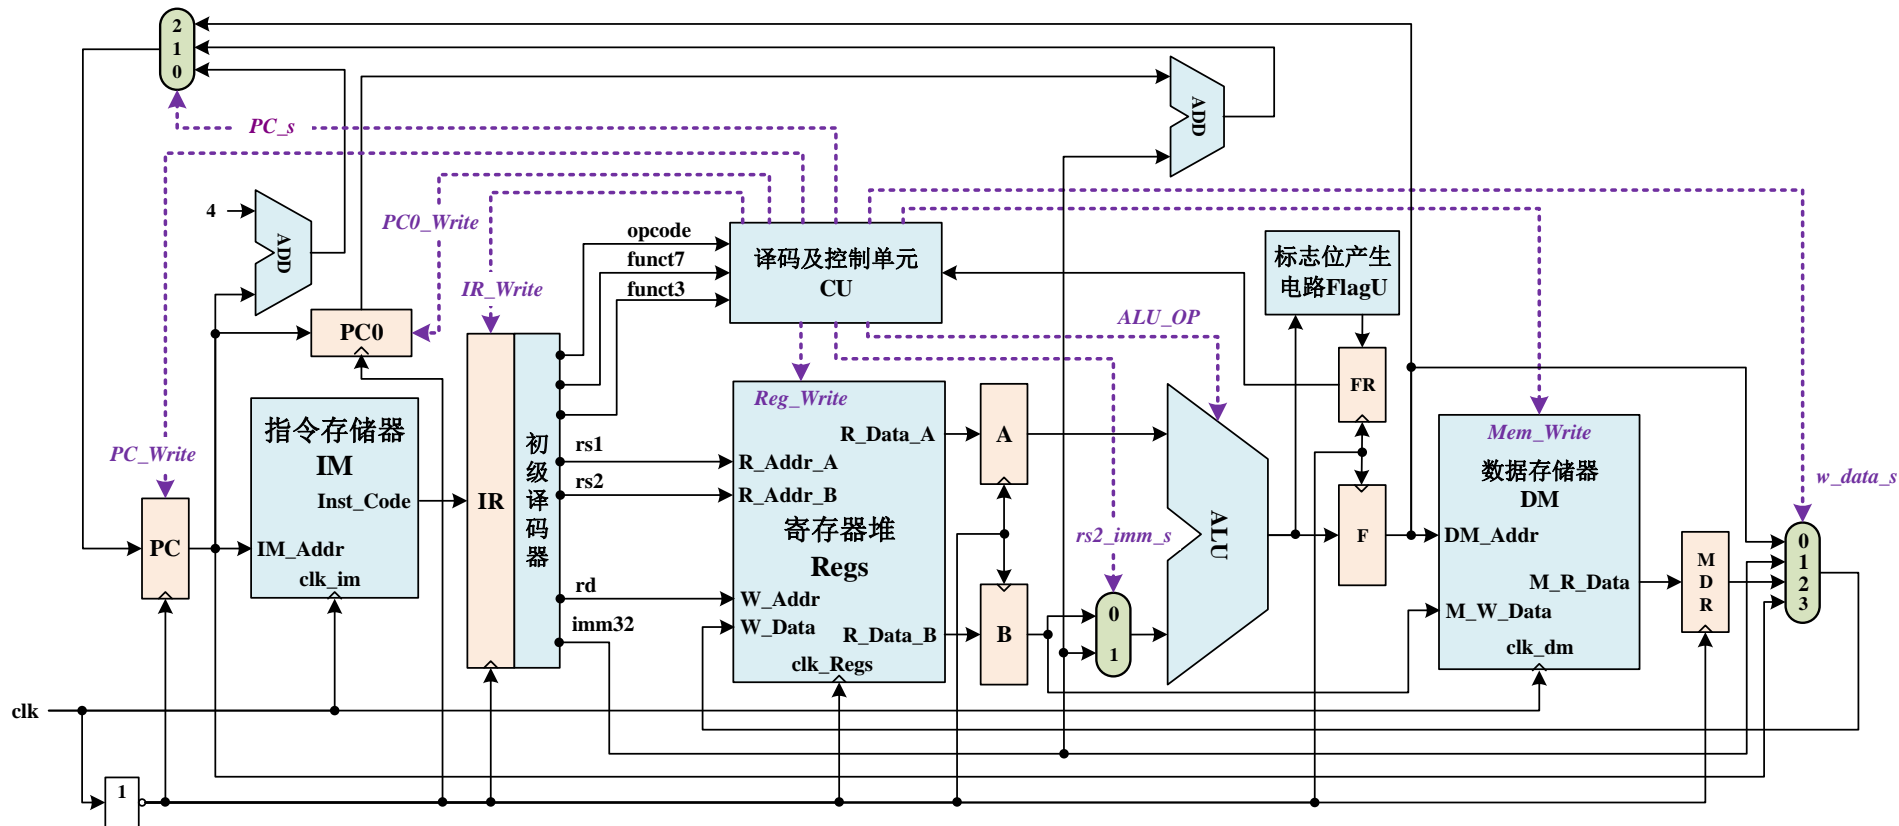 2
1
0
PC_s
ADD
4
ADD
PC0_Write
opcode
funct7
funct3
译码及控制单元
CU
标志位产生
电路FlagU
IR_Write
PC0
ALU_OP
FR
指令存储器
IM
Inst_Code
IM_Addr
clk_im
PC_Write
PC
IR
初级译码器
rs1
rs2
rd
imm32
Reg_Write
R_Data_A
R_Addr_A
R_Addr_B
寄存器堆
Regs
W_Addr
W_Data
R_Data_B
clk_Regs
A
B
rs2_imm_s
0
1
ALU
F
Mem_Write
数据存储器
DM
DM_Addr
M_R_Data
M_W_Data
clk_dm
MDR
w_data_s
0
1
2
3
clk
1